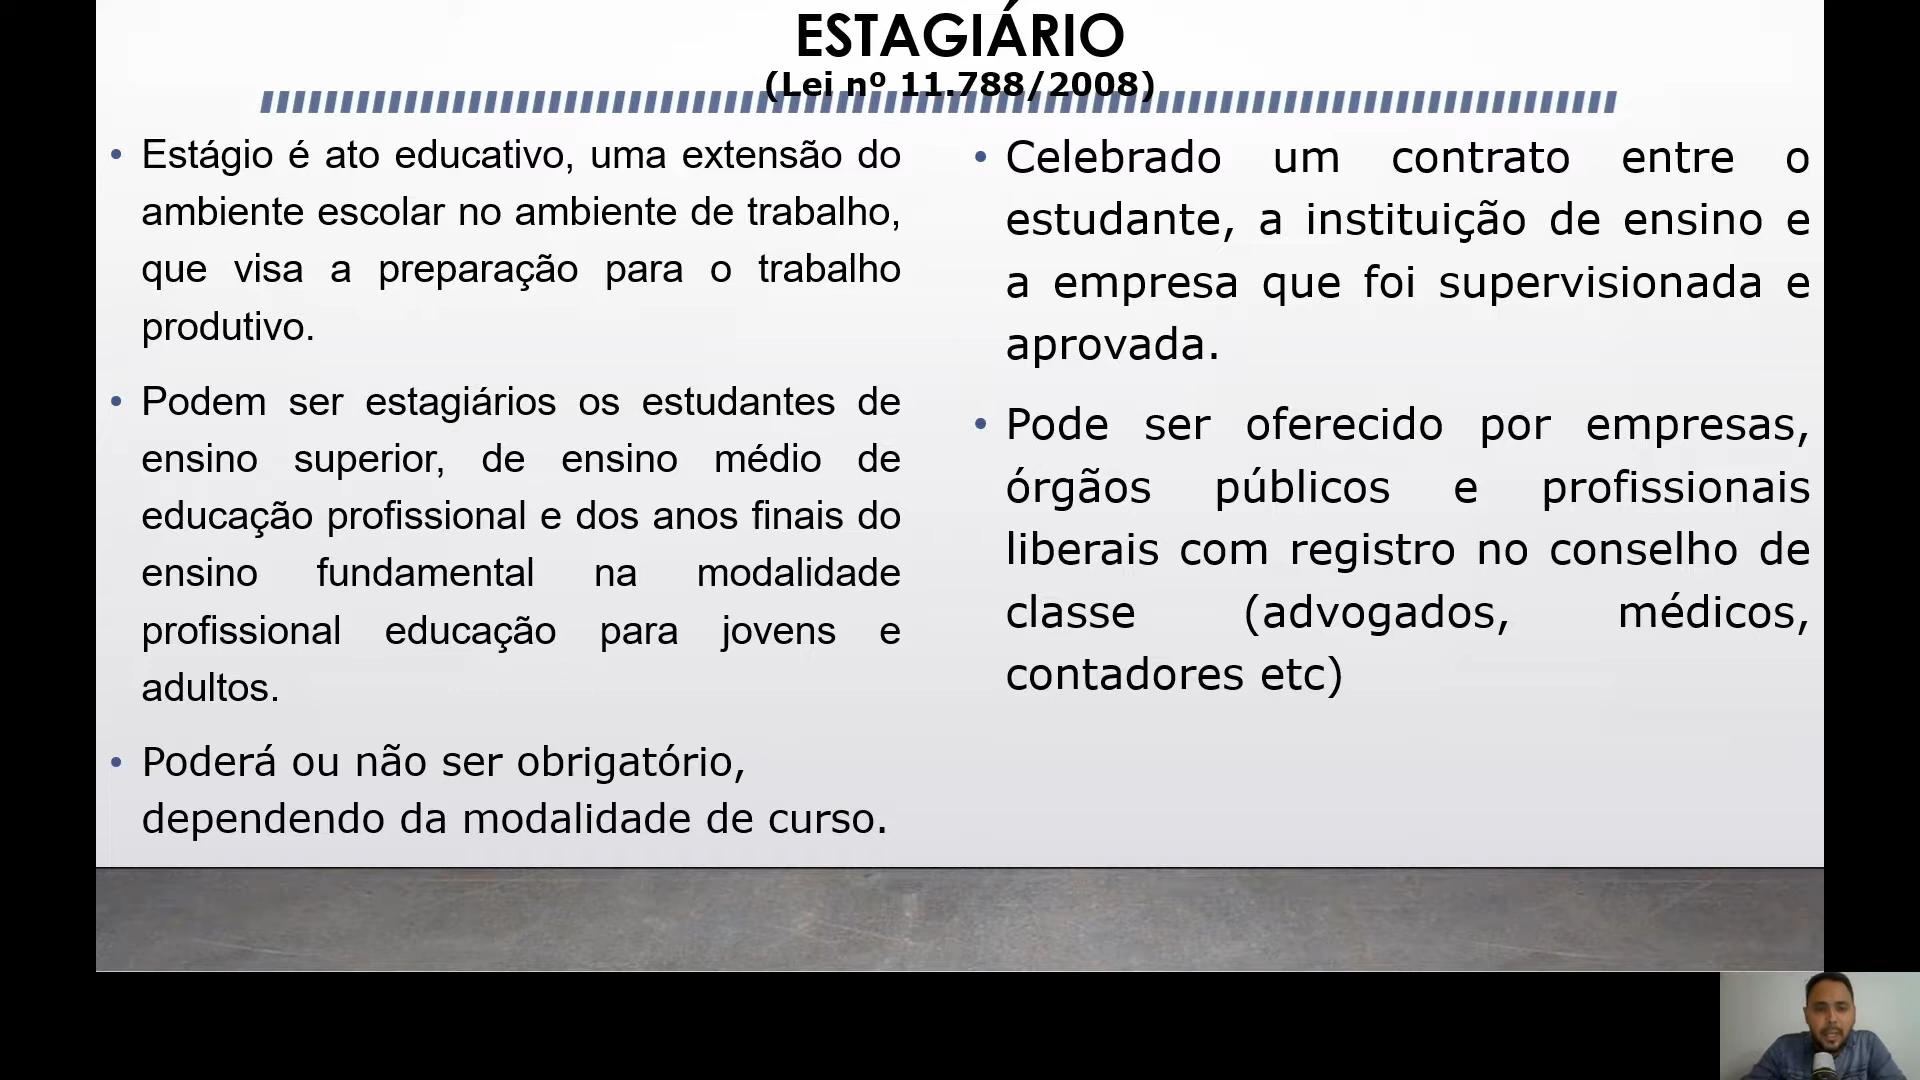 ESTAGIÁRIO
(Lei nº 11.788/2008)
• Estágio é ato educativo, uma extensão do
ambiente escolar no ambiente de trabalho,
que visa a preparação para o trabalho
produtivo.
• Podem ser estagiários os estudantes de
ensino superior, de ensino médio de
educação profissional e dos anos finais do
ensino fundamental na modalidade
profissional educação para jovens e
adultos.
• Poderá ou não ser obrigatório,
dependendo da modalidade de curso.
• Celebrado um contrato entre o
estudante, a instituição de ensino e
a empresa que foi supervisionada e
aprovada.
• Pode ser oferecido por empresas,
órgãos públicos e profissionais
liberais com registro no conselho de
classe (advogados, médicos,
contadores etc)